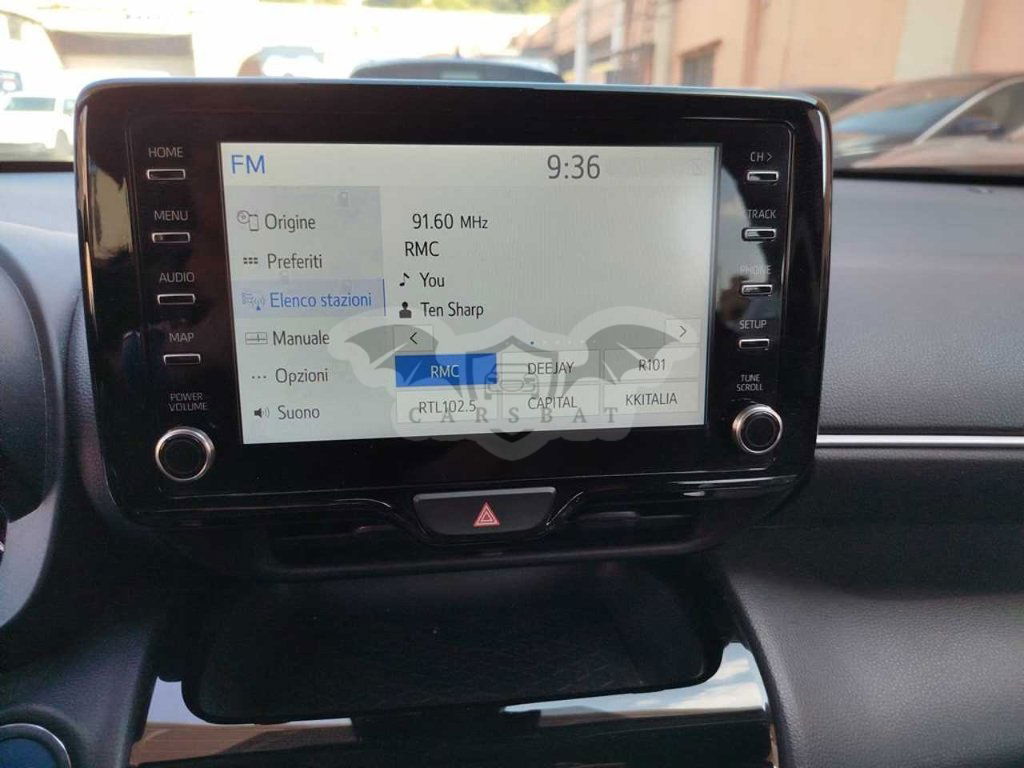 HOME
MENU
AUDIO
MAP
POWER
VOLUME
FM
9:36
Origine
Preferiti
Elenco stazioni
Manuale
Opzioni
Suono
91.60 MHz
RMC
You
Ten Sharp
RMC
DEEJAY
R101
RTL102.5
CAPITAL
KKITALIA
CARSBAT
CH >
TRACK
PHONE
SETUP
TUNE
SCROLL